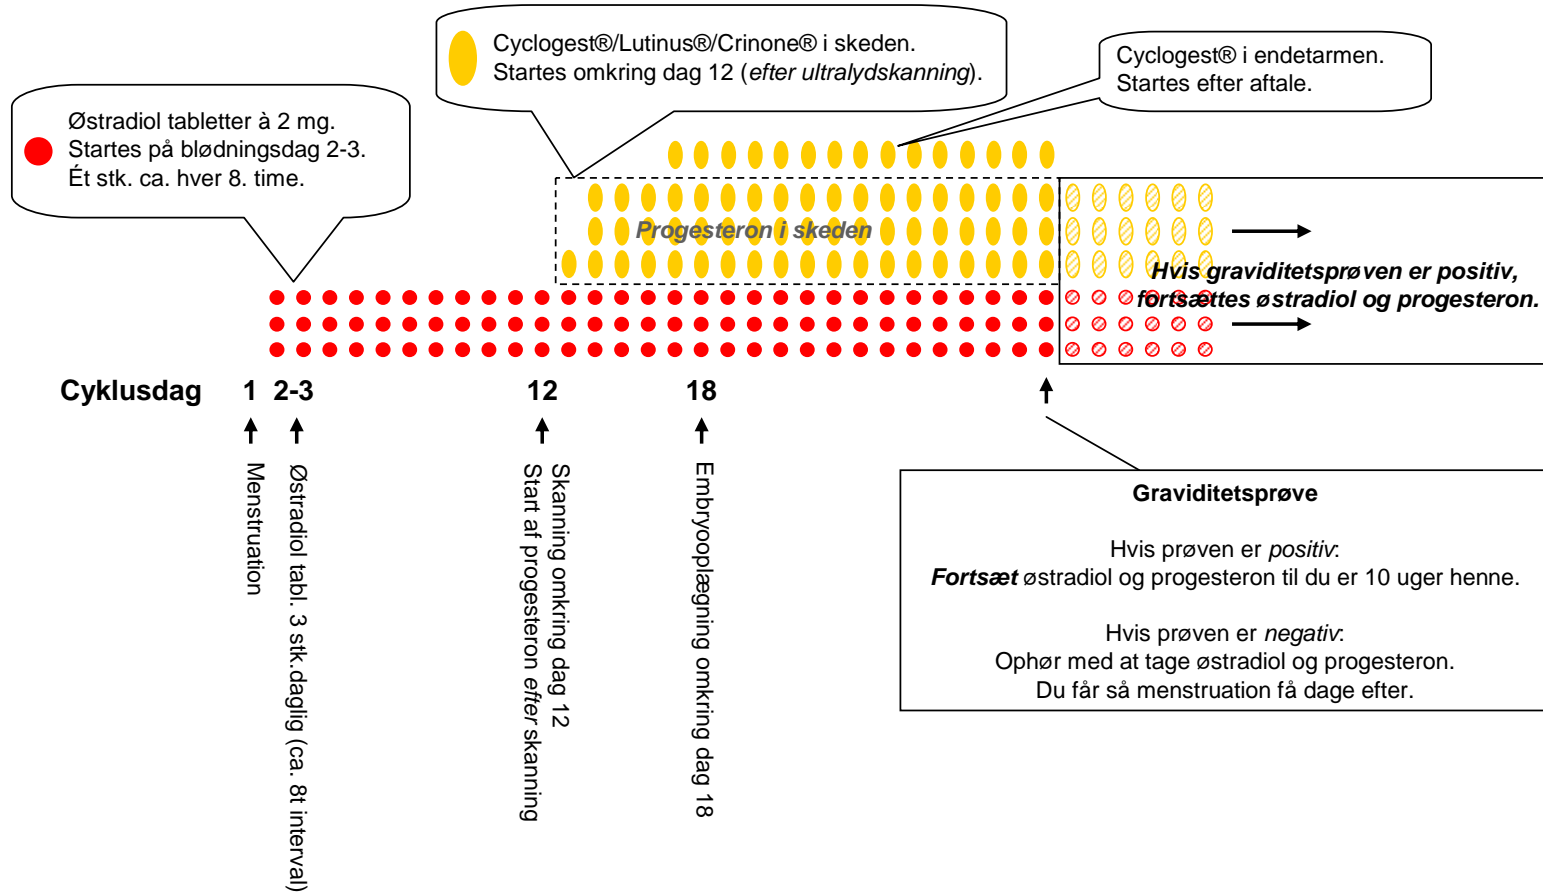 Cyclogest®/Lutinus®/Crinone® i skeden.
Startes omkring dag 12 (efter ultralydskanning).
Cyclogest® i endetarmen.
Startes efter aftale.
Østradiol tabletter à 2 mg.
Startes på blødningsdag 2-3.
Ét stk. ca. hver 8. time.
Progesteron i skeden
Hvis graviditetsprøven er positiv,
fortsættes østradiol og progesteron.
Cyklusdag 1 2-3 12 18
Menstruation
Østradiol tabl. 3 stk.daglig (ca. 8t interval)
Skanning omkring dag 12
Start af progesteron efter skanning
Embryooplægning omkring dag 18
Graviditetsprøve
Hvis prøven er positiv:
Fortsæt østradiol og progesteron til du er 10 uger henne.
Hvis prøven er negativ:
Ophør med at tage østradiol og progesteron.
Du får så menstruation få dage efter.